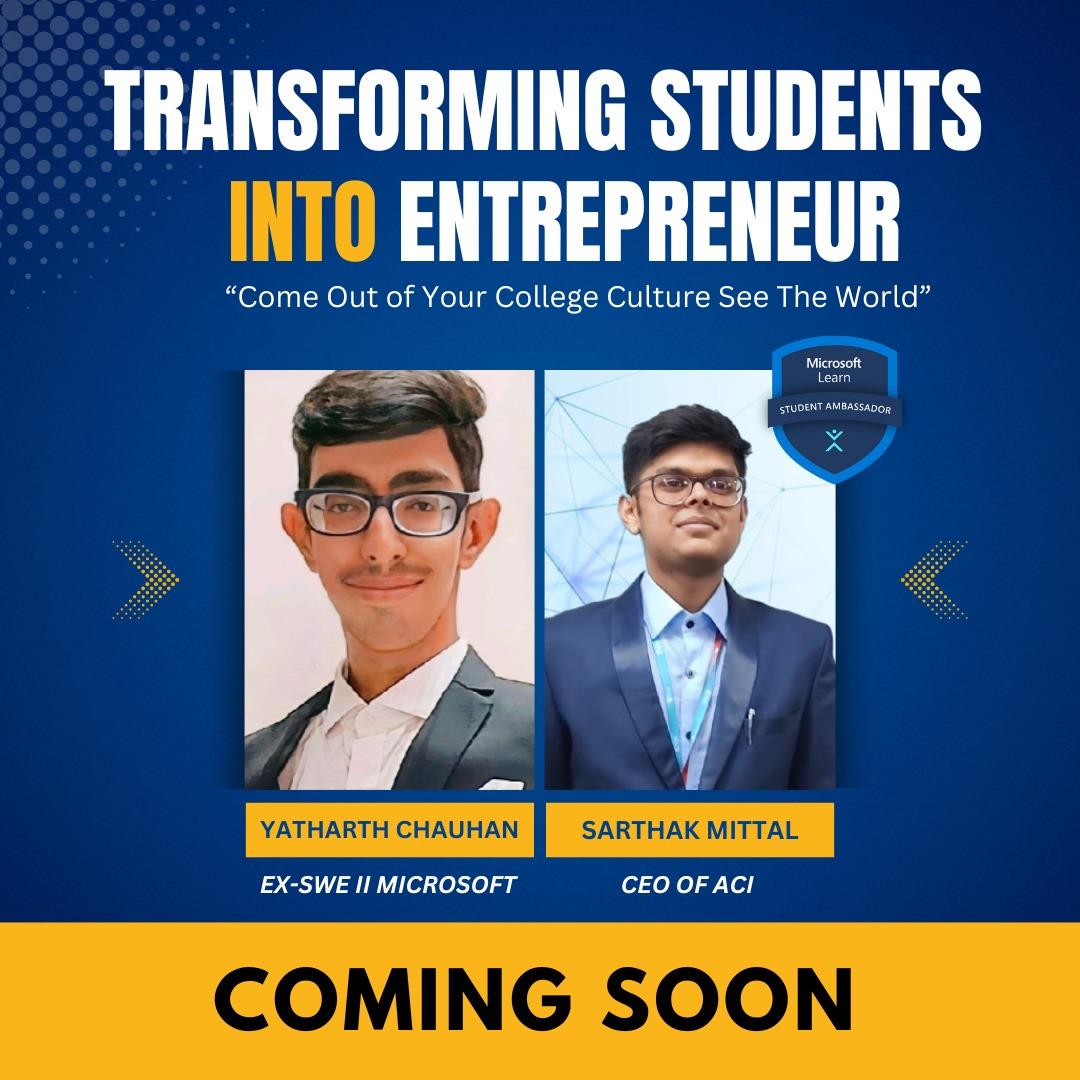 TRANSFORMING STUDENTS
INTO ENTREPRENEUR
“Come Out of Your College Culture See The World”
Microsoft
Learn
STUDENT AMBASSADOR
YATHARTH CHAUHAN
SARTHAK MITTAL
EX-SWE II MICROSOFT
CEO OF ACI
COMING SOON